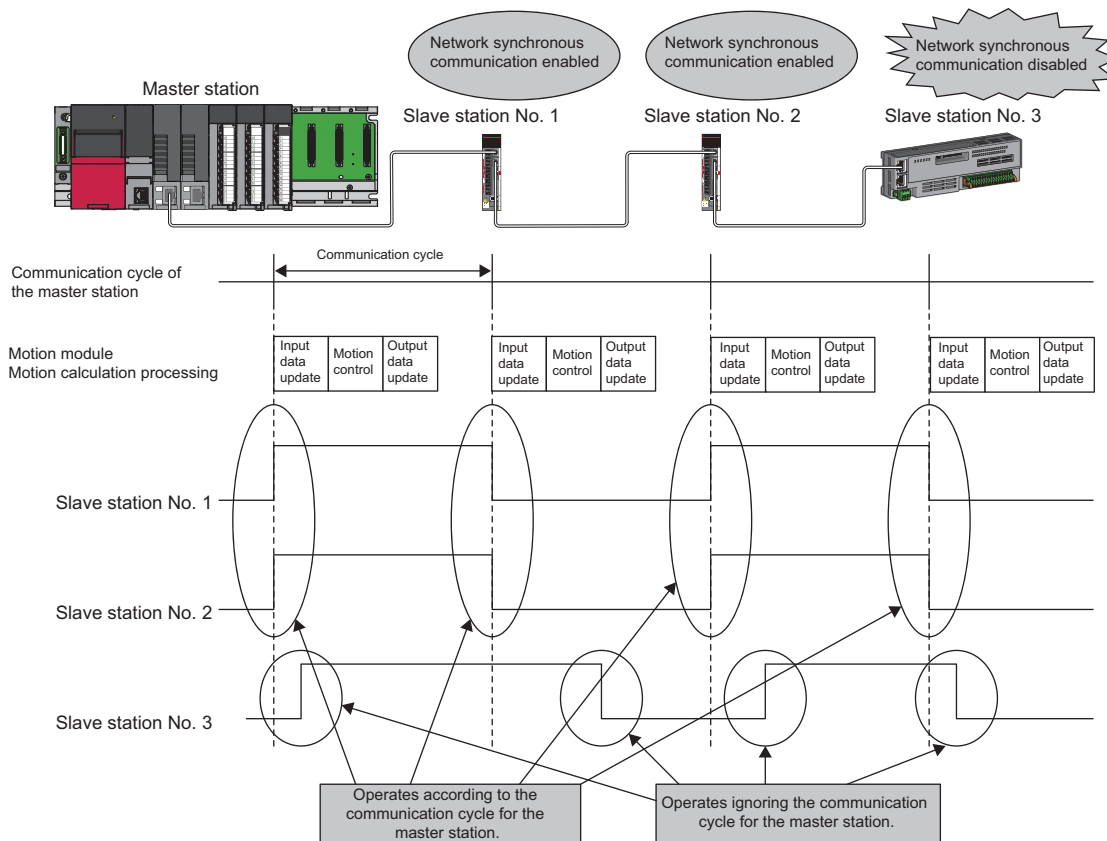 Network synchronous
communication enabled
Network synchronous
communication enabled
Network synchronous
communication disabled
Master station
Slave station No. 1
Slave station No. 2
Slave station No. 3
Communication cycle
Communication cycle of
the master station
Motion module
Motion calculation processing
Input
data
update
Motion
control
Output
data
update
Input
data
update
Motion
control
Output
data
update
Input
data
update
Motion
control
Output
data
update
Input
data
update
Motion
control
Output
data
update
Slave station No. 1
Slave station No. 2
Slave station No. 3
Operates according to the
communication cycle for the
master station.
Operates ignoring the communication
cycle for the master station.